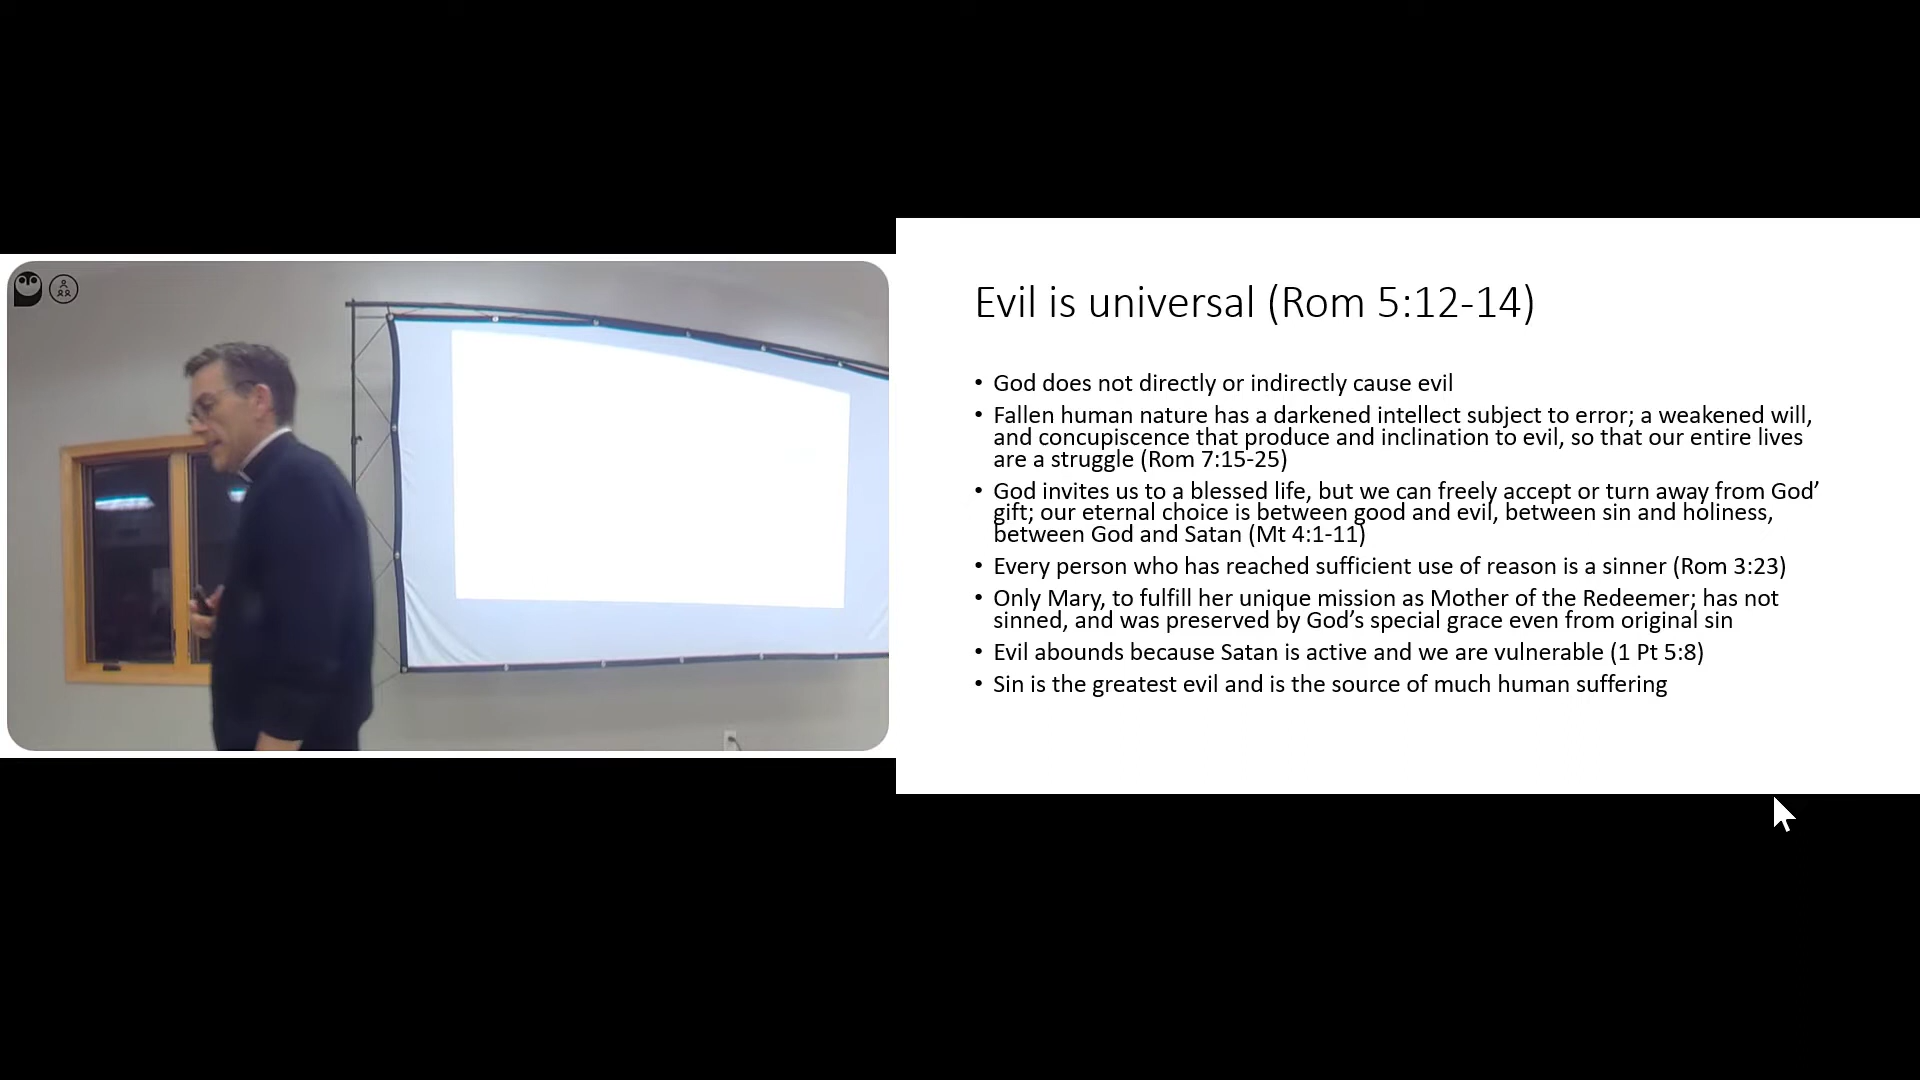 Evil is universal (Rom 5:12-14)
• God does not directly or indirectly cause evil
• Fallen human nature has a darkened intellect subject to error; a weakened will,
and concupiscence that produce and inclination to evil, so that our entire lives
are a struggle (Rom 7:15-25)
• God invites us to a blessed life, but we can freely accept or turn away from God’
gift; our eternal choice is between good and evil, between sin and holiness,
between God and Satan (Mt 4:1-11)
• Every person who has reached sufficient use of reason is a sinner (Rom 3:23)
• Only Mary, to fulfill her unique mission as Mother of the Redeemer; has not
sinned, and was preserved by God’s special grace even from original sin
• Evil abounds because Satan is active and we are vulnerable (1 Pt 5:8)
• Sin is the greatest evil and is the source of much human suffering